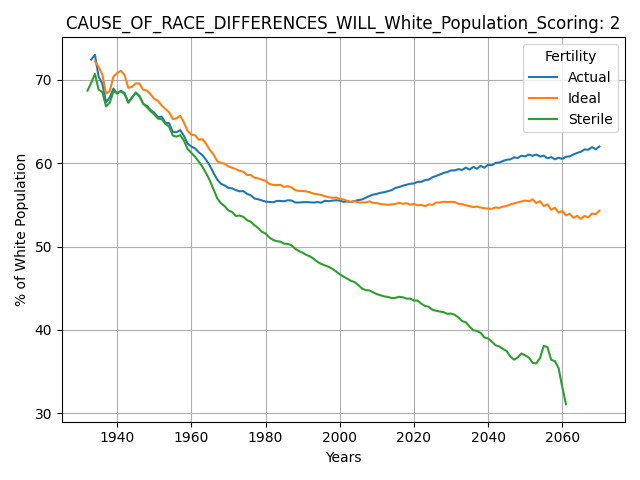 CAUSE_OF_RACE_DIFFERENCES_WILL_White_Population_Scoring: 2
Fertility
Actual
Ideal
Sterile
% of White Population
70
60
50
40
30
1940
1960
1980
2000
2020
2040
2060
Years